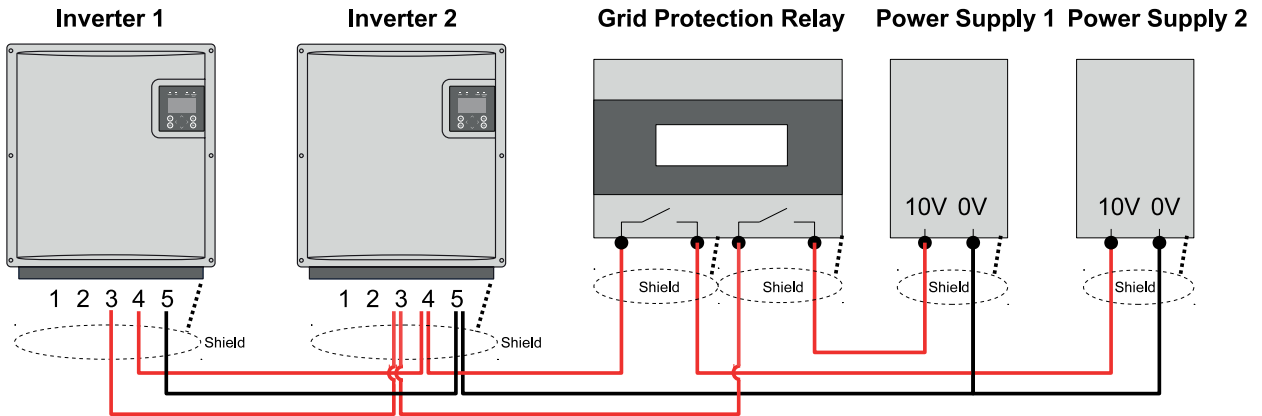 Inverter 1
Inverter 2
Grid Protection Relay
Power Supply 1
Power Supply 2
10V 0V
10V 0V
Shield
Shield
Shield
Shield
1 2 3 4 5
1 2 3 4 5
Shield
Shield